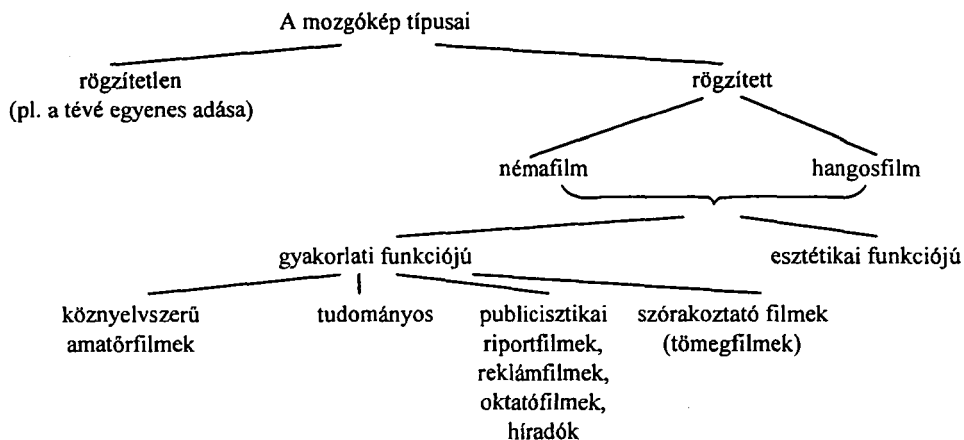 A mozgókép típusai
rögzítetlen
(pl. a tévé egyenes adása)
rögzített
némafilm
hangosfilm
gyakorlati funkciójú
esztétikai funkciójú
köznyelvszerű
amatőrfilmek
tudományos
publicisztikai
riportfilmek,
reklámfilmek,
oktatófilmek,
híradók
szórakoztató filmek
(tömegfilmek)